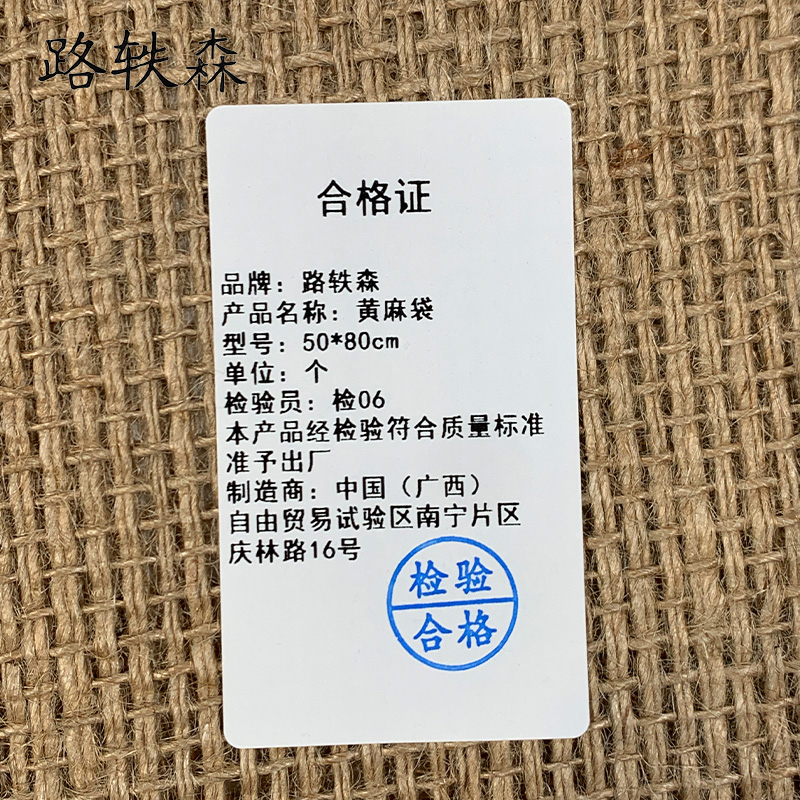 路轶森
合格证
品牌：路轶森
产品名称：黄麻袋
型号：50*80cm
单位：个
检验员：检06
本产品经检验符合质量标准
准予出厂
制造商：中国（广西）
自由贸易试验区南宁片区
庆林路16号
检验
合格